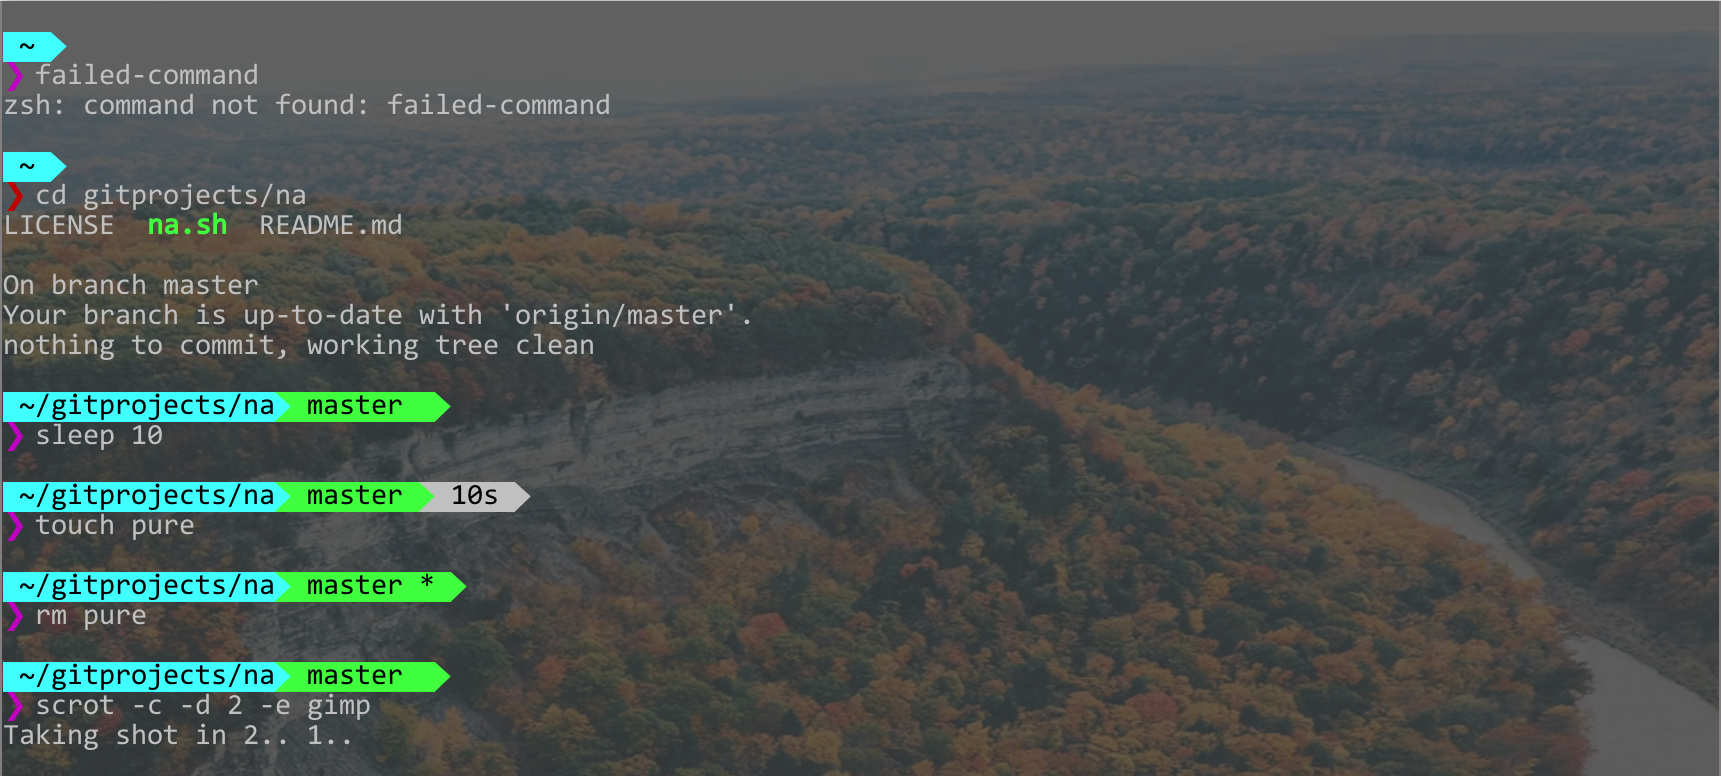 ~
❯ failed-command
zsh: command not found: failed-command
~
❯ cd gitprojects/na
LICENSE  na.sh  README.md
On branch master
Your branch is up-to-date with 'origin/master'.
nothing to commit, working tree clean
~/gitprojects/na master
❯ sleep 10
~/gitprojects/na master 10s
❯ touch pure
~/gitprojects/na master *
❯ rm pure
~/gitprojects/na master
❯ scrot -c -d 2 -e gimp
Taking shot in 2.. 1..